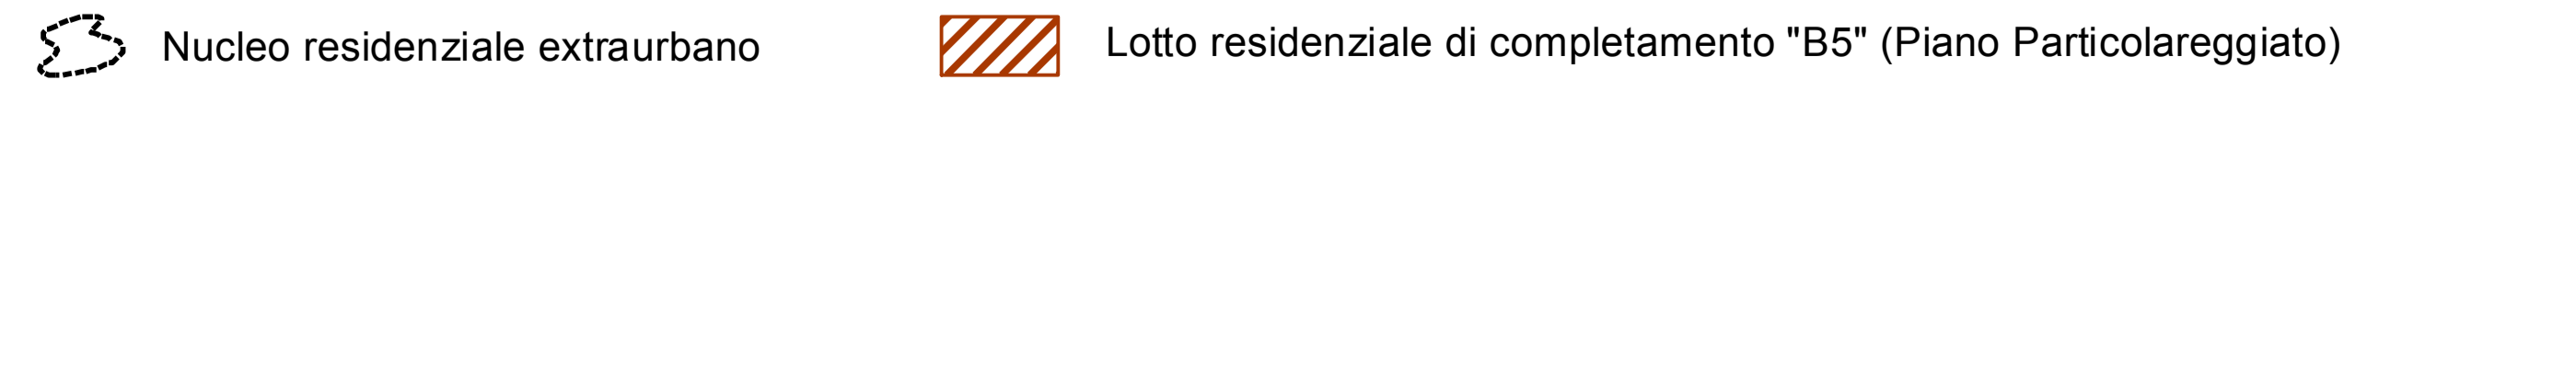 Nucleo residenziale extraurbano
Lotto residenziale di completamento "B5" (Piano Particolareggiato)